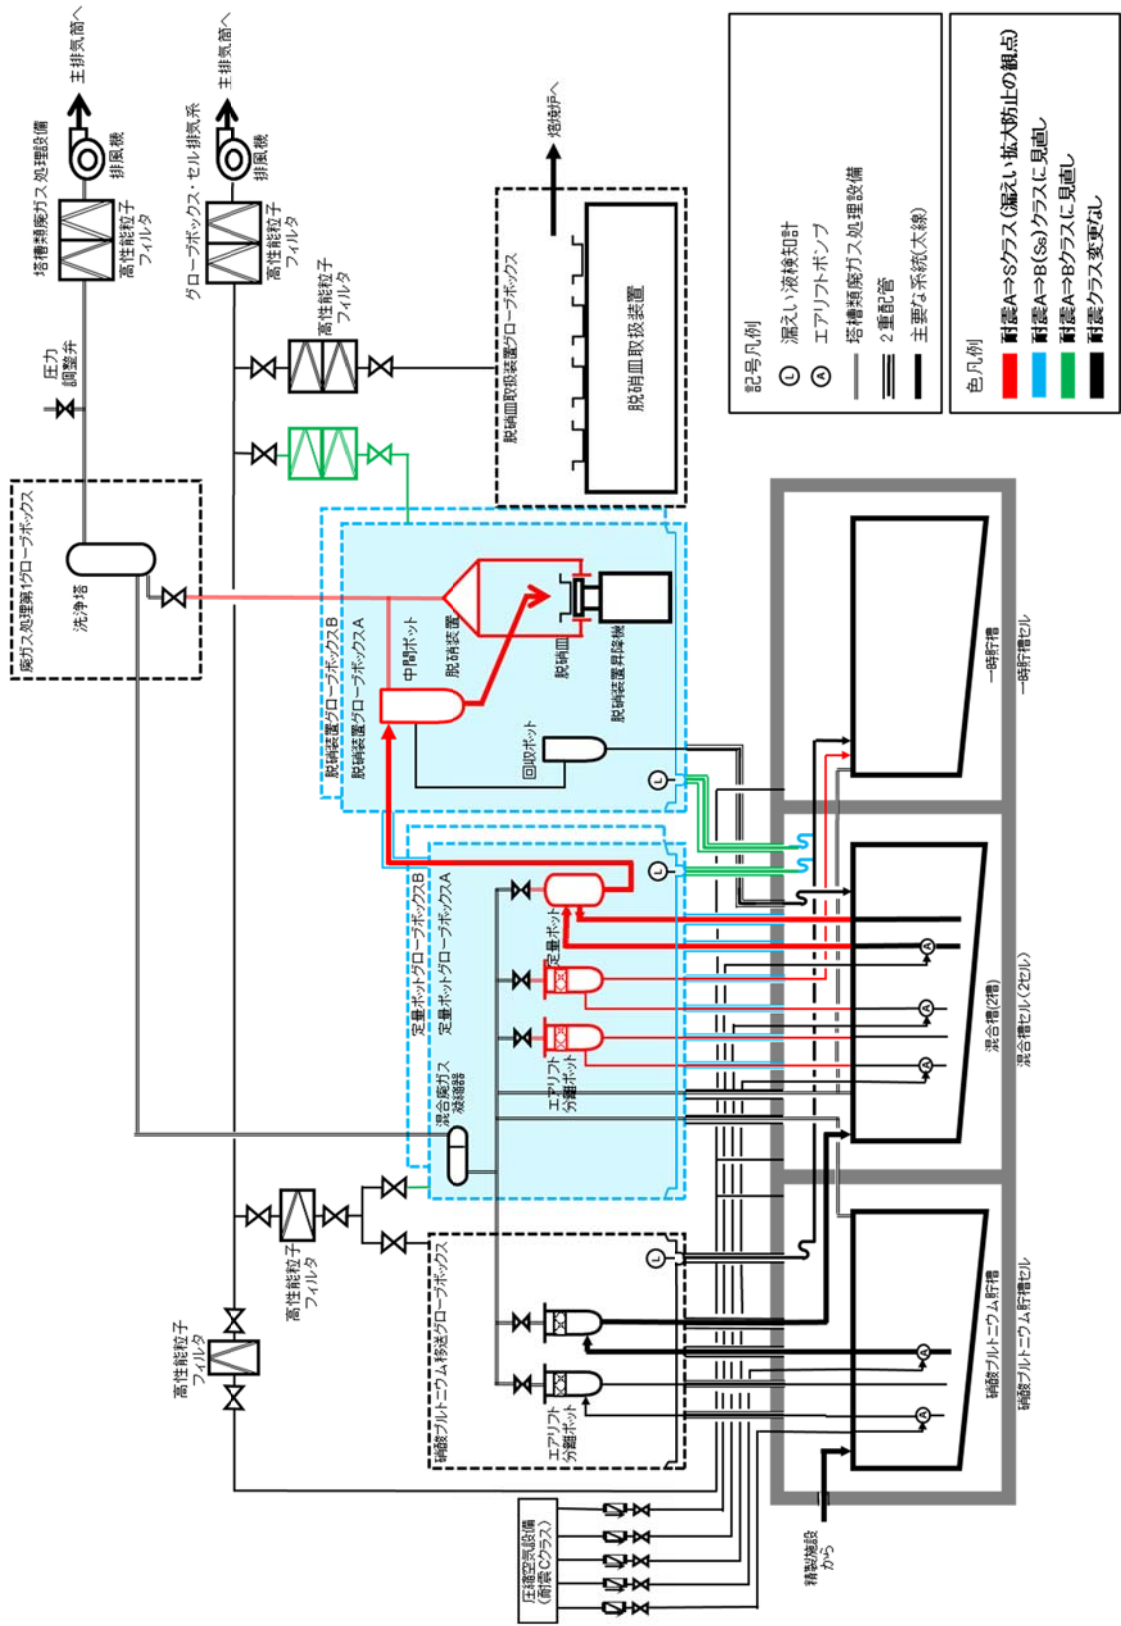 塔槽類廃ガス処理設備
主排気筒へ
排風機
高性能粒子
フィルタ
圧力
調整弁
グローブボックス・セル排気系
主排気筒へ
排風機
高性能粒子
フィルタ
廃ガス処理第1グローブボックス
洗浄塔
高性能粒子
フィルタ
高性能粒子
フィルタ
高性能粒子
フィルタ
脱硝皿取扱装置グローブボックス
脱硝皿取扱装置
焙焼炉へ
脱硝装置グローブボックスB
脱硝装置グローブボックスA
中間ポット
脱硝装置
脱硝皿
脱硝装置昇降機
回収ポット
L
定量ポットグローブボックスB
定量ポットグローブボックスA
混合廃ガス
凝縮器
定量ポット
エアリフト
分離ポット
L
硝酸プルトニウム移送グローブボックス
エアリフト
分離ポット
L
圧縮空気設備
(耐震Cクラス)
精製施設
から
硝酸プルトニウム貯槽
硝酸プルトニウム貯槽セル
A
A
混合槽(2槽)
混合槽セル(2セル)
A
A
A
一時貯槽
一時貯槽セル
記号凡例
L 漏えい液検知計
A エアリフトポンプ
塔槽類廃ガス処理設備
2重配管
主要な系統(太線)
色凡例
耐震A⇒Sクラス(漏えい拡大防止の観点)
耐震A⇒B(Ss)クラスに見直し
耐震A⇒Bクラスに見直し
耐震クラス変更なし